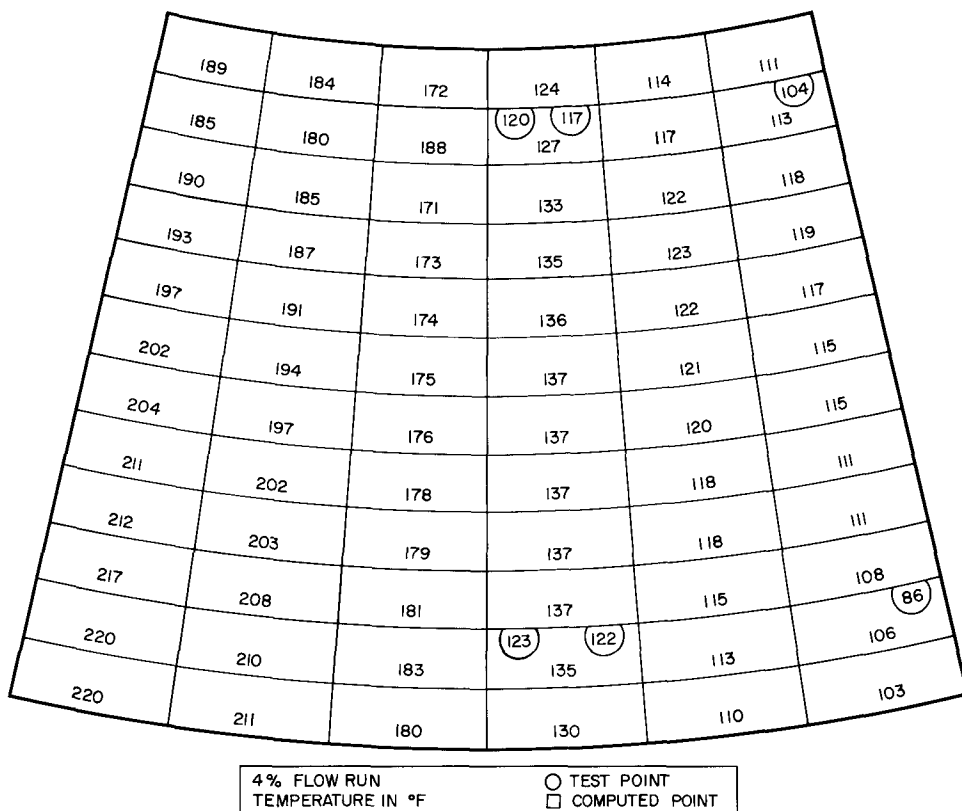 189 184 172 124 114 111
120 117 104
185 180 188 127 117 113
190 185 171 133 122 118
193 187 173 135 123 119
197 191 174 136 122 117
202 194 175 137 121 115
204 197 176 137 120 115
211 202 178 137 118 111
212 203 179 137 118 111
217 208 181 137 115 108
123 122 86
220 210 183 135 113 106
220 211 180 130 110 103
4% FLOW RUN TEST POINT
TEMPERATURE IN °F COMPUTED POINT